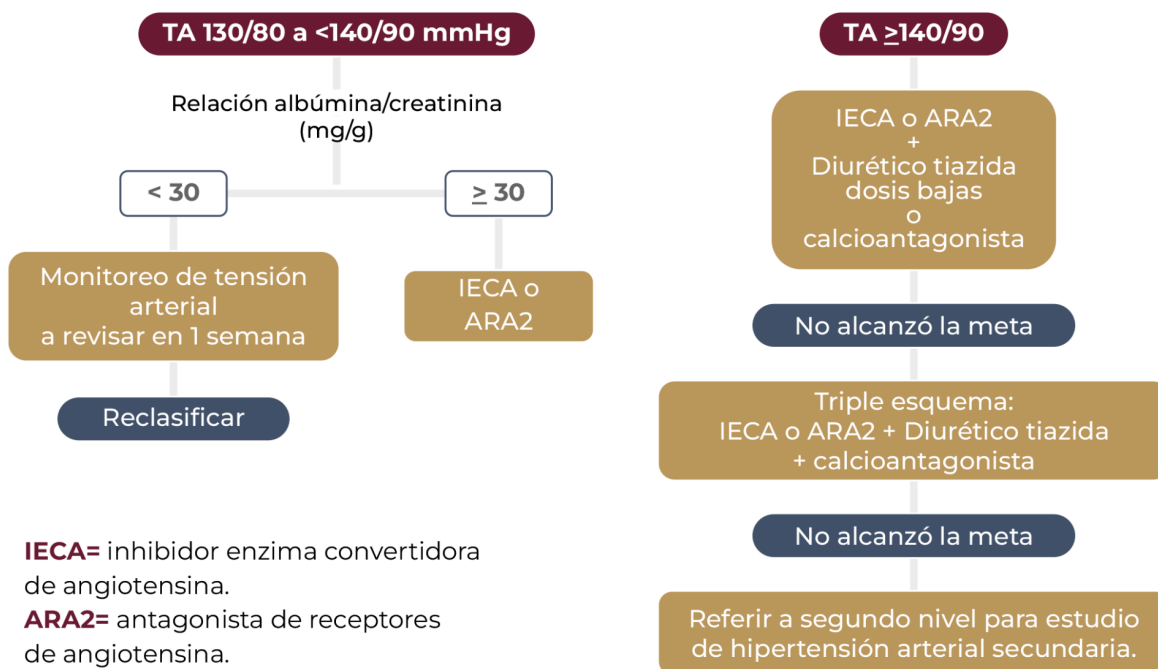 TA 130/80 a <140/90 mmHg
Relación albúmina/creatinina
(mg/g)
< 30
≥ 30
Monitoreo de tensión
arterial
a revisar en 1 semana
IECA o
ARA2
Reclasificar
IECA= inhibidor enzima convertidora
de angiotensina.
ARA2= antagonista de receptores
de angiotensina.
TA ≥140/90
IECA o ARA2
+
Diurético tiazida
dosis bajas
o
calcioantagonista
No alcanzó la meta
Triple esquema:
IECA o ARA2 + Diurético tiazida
+ calcioantagonista
No alcanzó la meta
Referir a segundo nivel para estudio
de hipertensión arterial secundaria.